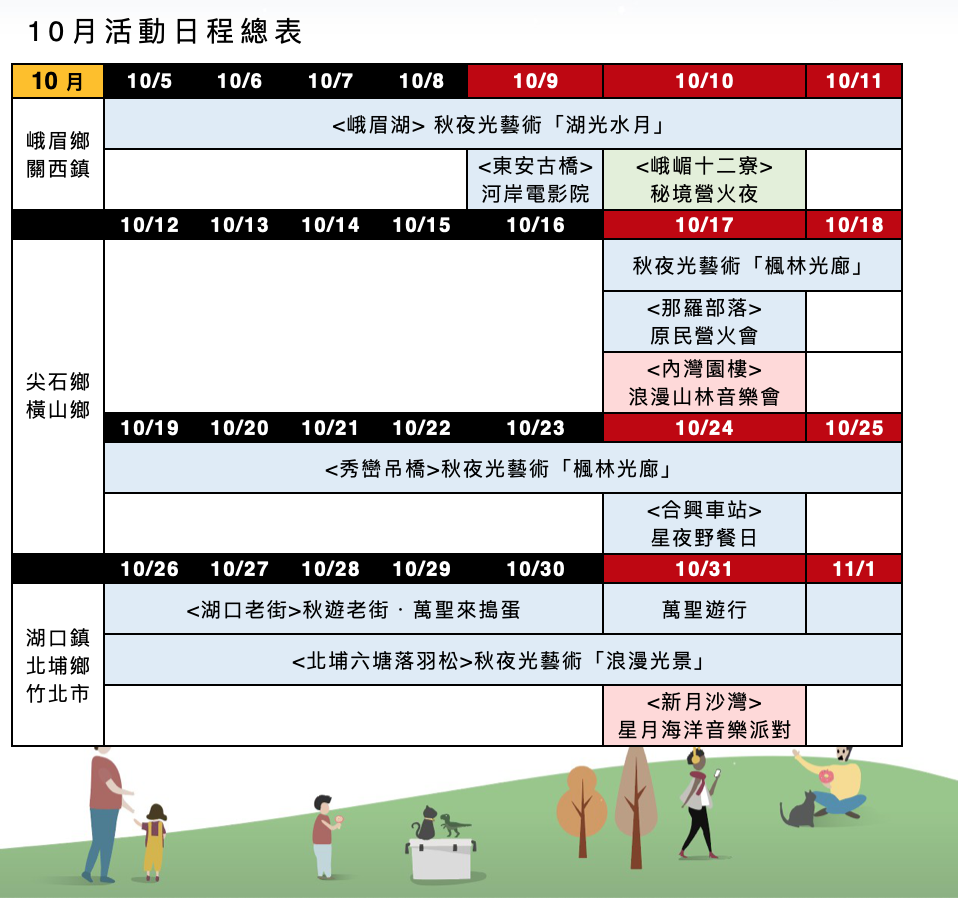 10月活動日程總表
10 月 10/5 10/6 10/7 10/8 10/9 10/10 10/11
峨眉鄉
關西鎮
<峨眉湖> 秋夜光藝術「湖光水月」
<東安古橋>
河岸電影院
<峨嵋十二寮>
秘境營火夜
10/12 10/13 10/14 10/15 10/16 10/17 10/18
尖石鄉
橫山鄉
秋夜光藝術「楓林光廊」
<那羅部落>
原民營火會
<內灣園樓>
浪漫山林音樂會
10/19 10/20 10/21 10/22 10/23 10/24 10/25
<秀巒吊橋>秋夜光藝術「楓林光廊」
<合興車站>
星夜野餐日
10/26 10/27 10/28 10/29 10/30 10/31 11/1
湖口鎮
北埔鄉
竹北市
<湖口老街>秋遊老街．萬聖來搗蛋
萬聖遊行
<北埔六塘落羽松>秋夜光藝術「浪漫光景」
<新月沙灣>
星月海洋音樂派對